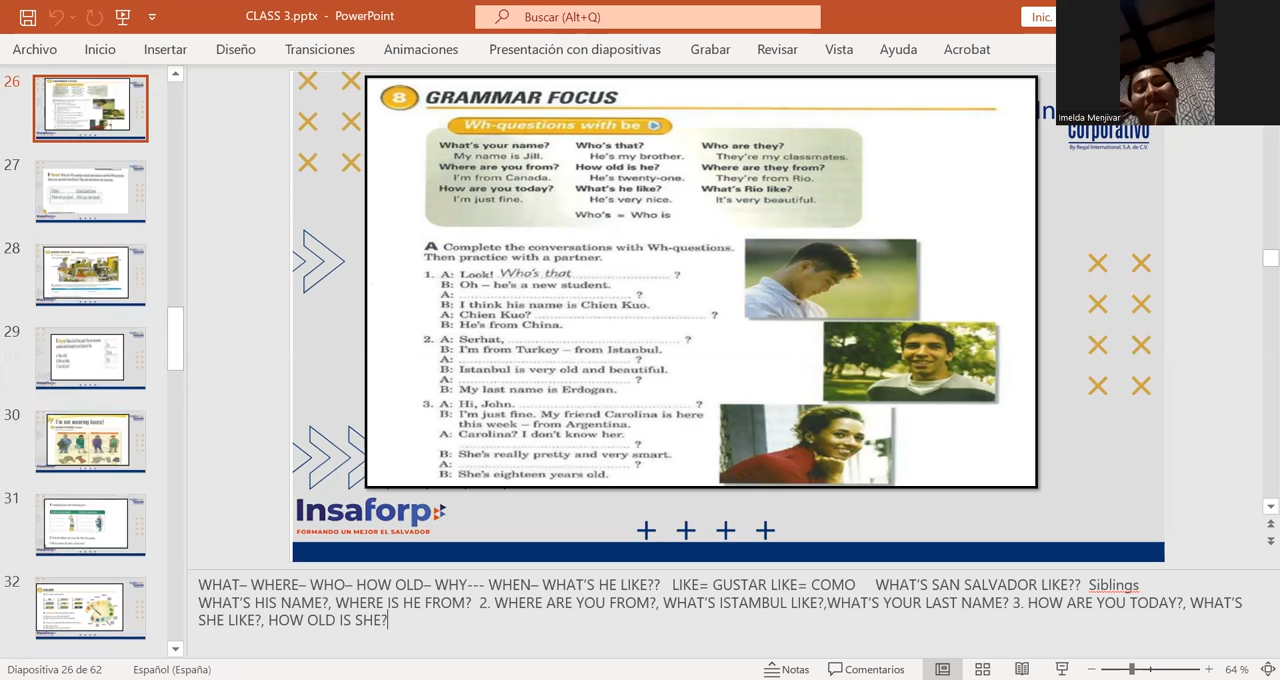 CLASS 3.pptx - PowerPoint
Buscar (Alt+Q)
Inic.
Archivo Inicio Insertar Diseño Transiciones Animaciones Presentación con diapositivas Grabar Revisar Vista Ayuda Acrobat
Imelda Menjivar
26
27
28
29
30
31
32
8 GRAMMAR FOCUS
Wh-questions with be
What's your name? Who's that? Who are they?
My name is Jill. He's my brother. They're my classmates.
Where are you from? How old is he? Where are they from?
I'm from Canada. He's twenty-one. They're from Rio.
How are you today? What's he like? What's Rio like?
I'm just fine. He's very nice. It's very beautiful.
Who's = Who is
A Complete the conversations with Wh-questions.
Then practice with a partner.
1. A: Look! Who's that ?
B: Oh – he's a new student.
A: ?
B: I think his name is Chien Kuo.
A: Chien Kuo? ?
B: He's from China.
2. A: Serhat, ?
B: I'm from Turkey – from Istanbul.
A: ?
B: Istanbul is very old and beautiful.
A: ?
B: My last name is Erdogan.
3. A: Hi, John. ?
B: I'm just fine. My friend Carolina is here
this week – from Argentina.
A: Carolina? I don't know her.
?
B: She's really pretty and very smart.
A: ?
B: She's eighteen years old.
In
Corporativo
By Regal International, S.A. de C.V.
Insaforp
FORMANDO UN MEJOR EL SALVADOR
WHAT– WHERE– WHO– HOW OLD– WHY--- WHEN– WHAT'S HE LIKE?? LIKE= GUSTAR LIKE= COMO WHAT'S SAN SALVADOR LIKE?? Siblings
WHAT'S HIS NAME?, WHERE IS HE FROM? 2. WHERE ARE YOU FROM?, WHAT'S ISTAMBUL LIKE?,WHAT'S YOUR LAST NAME? 3. HOW ARE YOU TODAY?, WHAT'S
SHE LIKE?, HOW OLD IS SHE?
Diapositiva 26 de 62 Español (España) Notas Comentarios 64 %